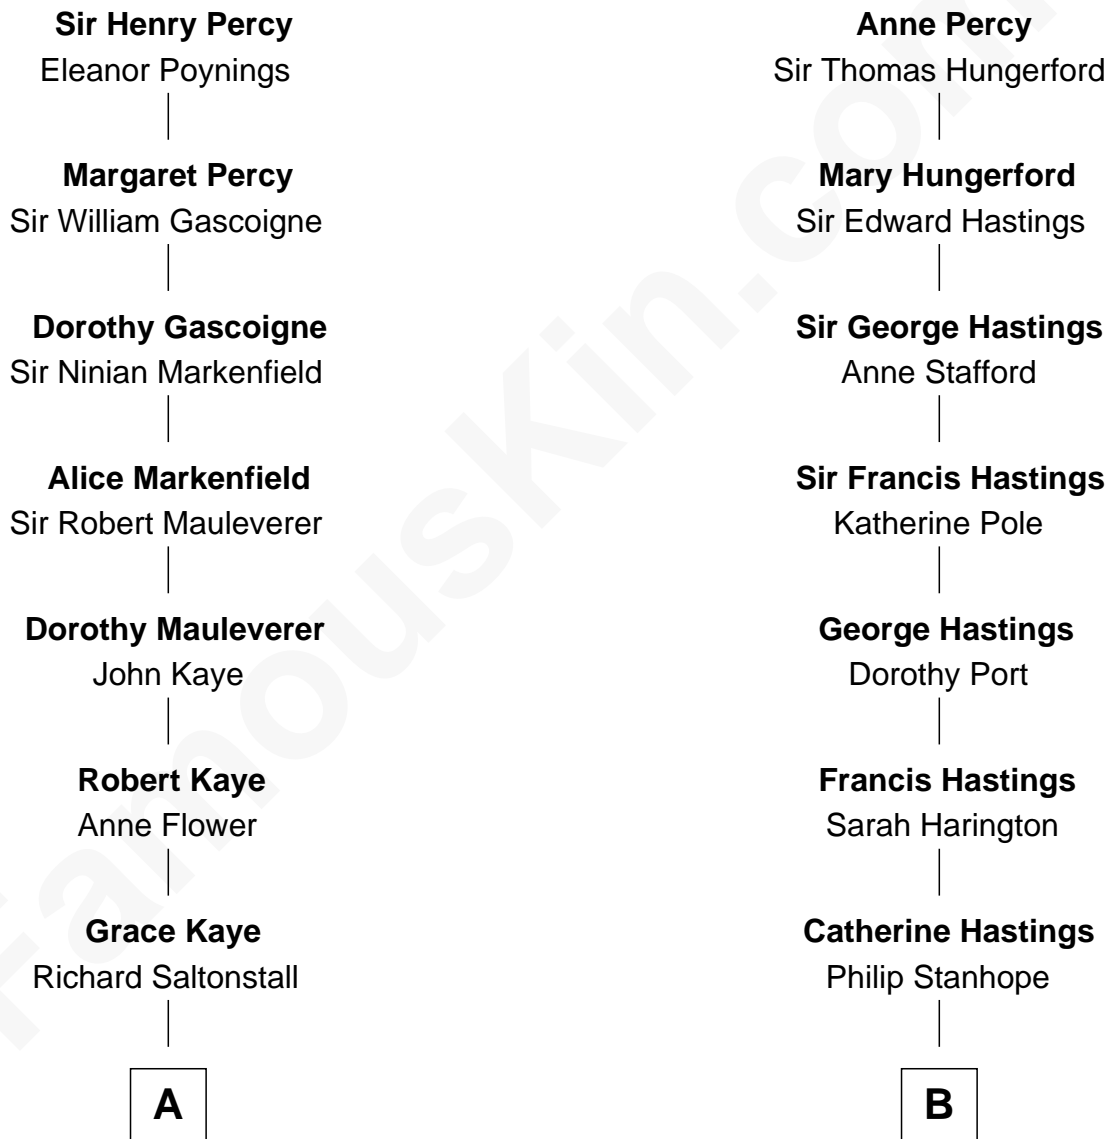 Sir Henry Percy
Eleanor Poynings
Margaret Percy
Sir William Gascoigne
Dorothy Gascoigne
Sir Ninian Markenfield
Alice Markenfield
Sir Robert Mauleverer
Dorothy Mauleverer
John Kaye
Robert Kaye
Anne Flower
Grace Kaye
Richard Saltonstall
A
Anne Percy
Sir Thomas Hungerford
Mary Hungerford
Sir Edward Hastings
Sir George Hastings
Anne Stafford
Sir Francis Hastings
Katherine Pole
George Hastings
Dorothy Port
Francis Hastings
Sarah Harington
Catherine Hastings
Philip Stanhope
B
FamousKin.com